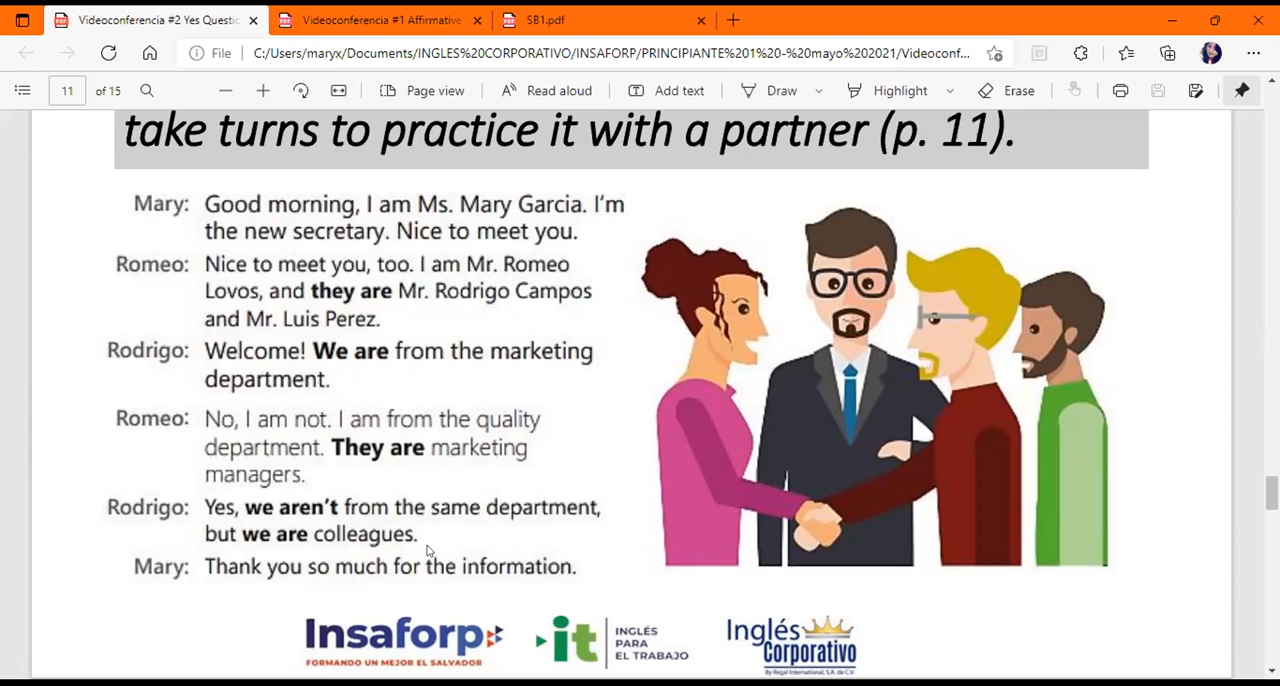 Videoconferencia #2 Yes Questic
Videoconferencia #1 Affirmative
SB1.pdf
File
C:/Users/maryx/Documents/INGLES%20CORPORATIVO/INSAFORP/PRINCIPIANTE%201%20-%20mayo%202021/Videoconf...
11 of 15
Page view
Read aloud
Add text
Draw
Highlight
Erase
take turns to practice it with a partner (p. 11).
Mary: Good morning, I am Ms. Mary Garcia. I'm
the new secretary. Nice to meet you.
Romeo: Nice to meet you, too. I am Mr. Romeo
Lovos, and they are Mr. Rodrigo Campos
and Mr. Luis Perez.
Rodrigo: Welcome! We are from the marketing
department.
Romeo: No, I am not. I am from the quality
department. They are marketing
managers.
Rodrigo: Yes, we aren't from the same department,
but we are colleagues.
Mary: Thank you so much for the information.
Insaforp
FORMANDO UN MEJOR EL SALVADOR
it
INGLÉS
PARA
EL TRABAJO
Inglés
Corporativo
By Regal International, S.A. de C.V.